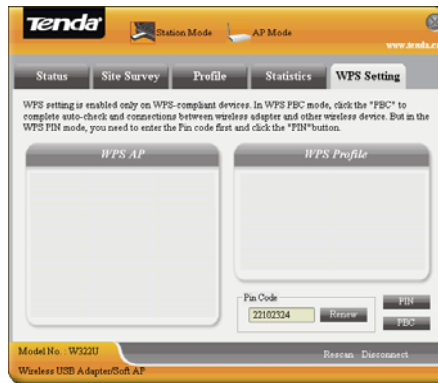 Tenda
Station Mode AP Mode
www.tenda.c
Status Site Survey Profile Statistics WPS Setting
WPS setting is enabled only on WPS-compliant devices. In WPS PBC mode, click the "PBC" to
complete auto-check and connections between wireless adapter and other wireless device. But in the
WPS PIN mode, you need to enter the Pin code first and click the "PIN"button.
WPS AP WPS Profile
Pin Code
22102324 Renew PIN
PBC
Model No. : W322U Rescan Disconnect
Wireless USB Adapter/Soft AP